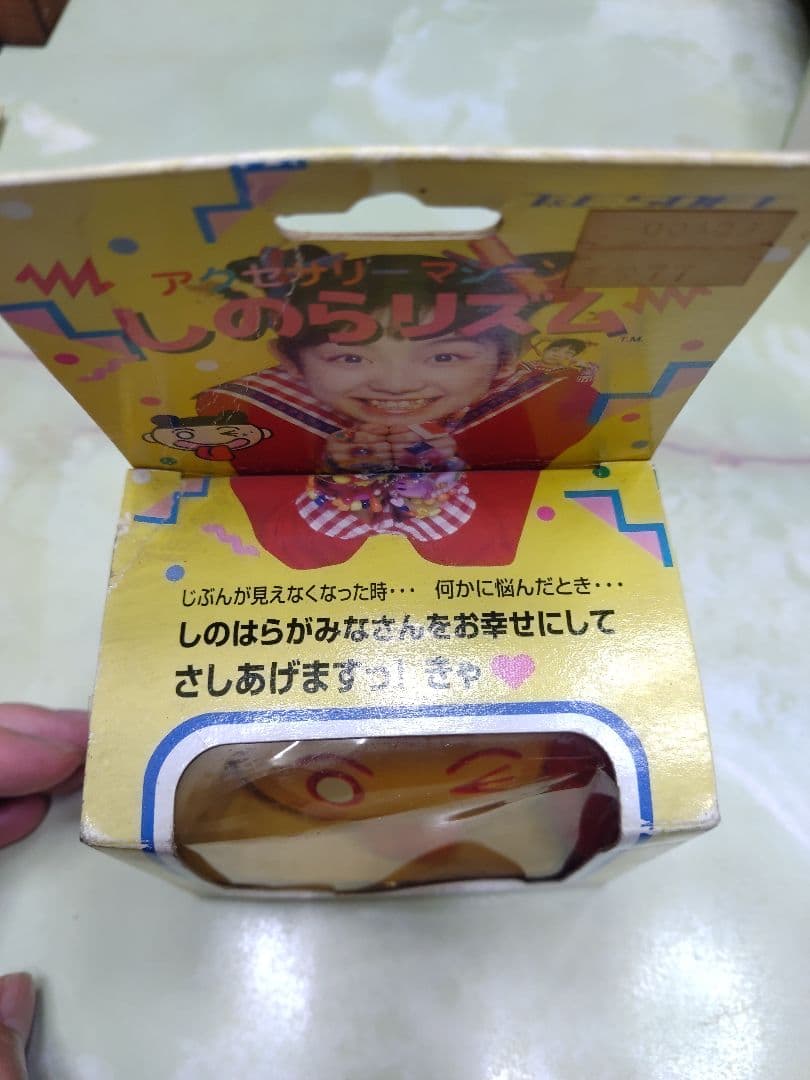 アクセサリーマシーン
しのらリズム
T.M.
じぶんが見えなくなった時・・・ 何かに悩んだとき・・・
しのはらがみなさんをお幸せにして
さしあげますっ! きゃ♥